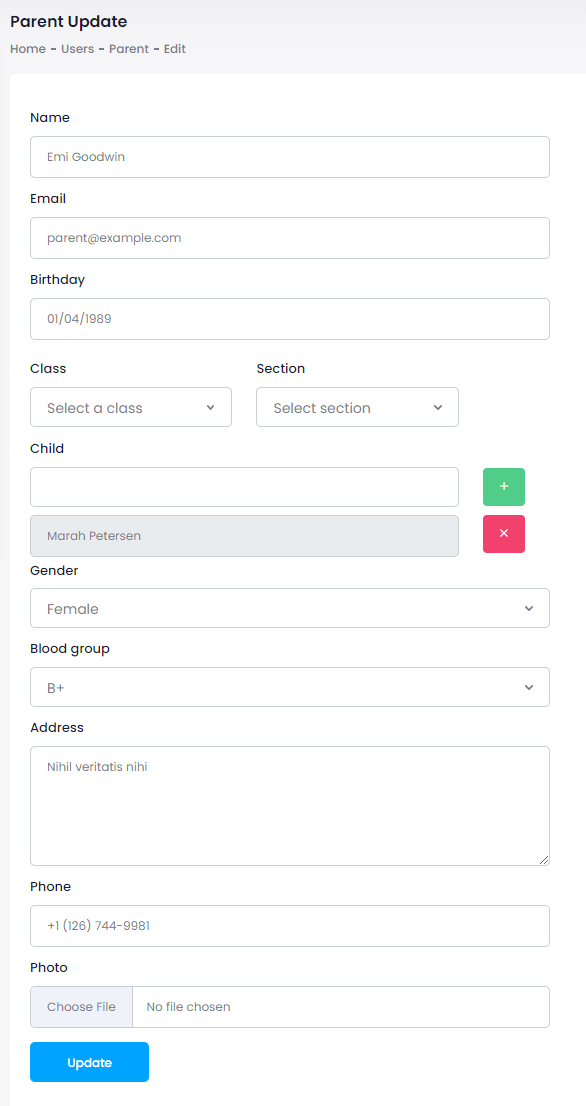 Parent Update
Home - Users - Parent - Edit
Name
Emi Goodwin
Email
parent@example.com
Birthday
01/04/1989
Class Section
Select a class Select section
Child
+
Marah Petersen ×
Gender
Female
Blood group
B+
Address
Nihil veritatis nihi
Phone
+1 (126) 744-9981
Photo
Choose File No file chosen
Update